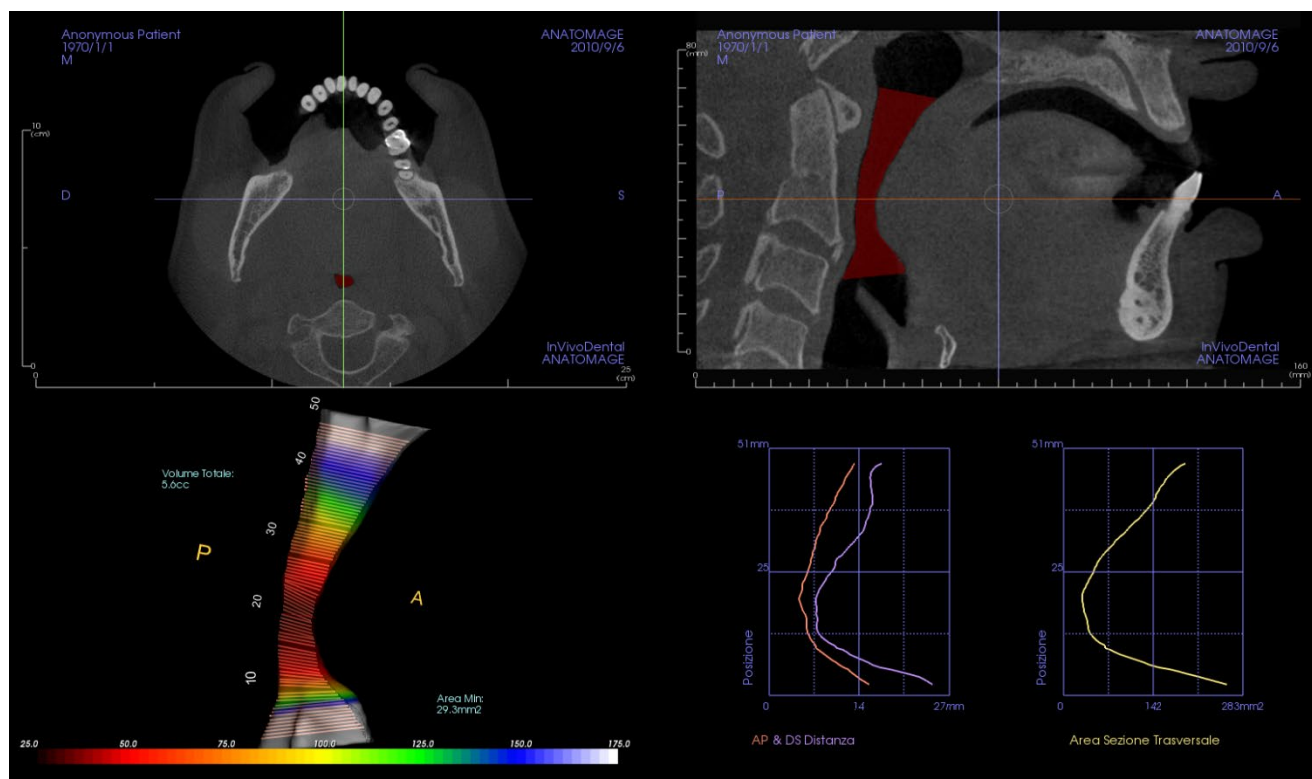 Anonymous Patient
1970/1/1
M
ANATOMAGE
2010/9/6
10
(cm)
D
S
0
InVivoDental
ANATOMAGE
0
25
(cm)
Anonymous Patient
1970/1/1
M
ANATOMAGE
2010/9/6
80
(mm)
P
A
0
InVivoDental
ANATOMAGE
0
160
(mm)
50
40
30
20
10
Volume Totale:
5.6cc
P
A
Area Min:
29.3mm2
25.0
50.0
75.0
100.0
125.0
150.0
175.0
51mm
25
Posizione
0
14
27mm
AP & DS Distanza
51mm
25
Posizione
0
142
283mm2
Area Sezione Trasversale